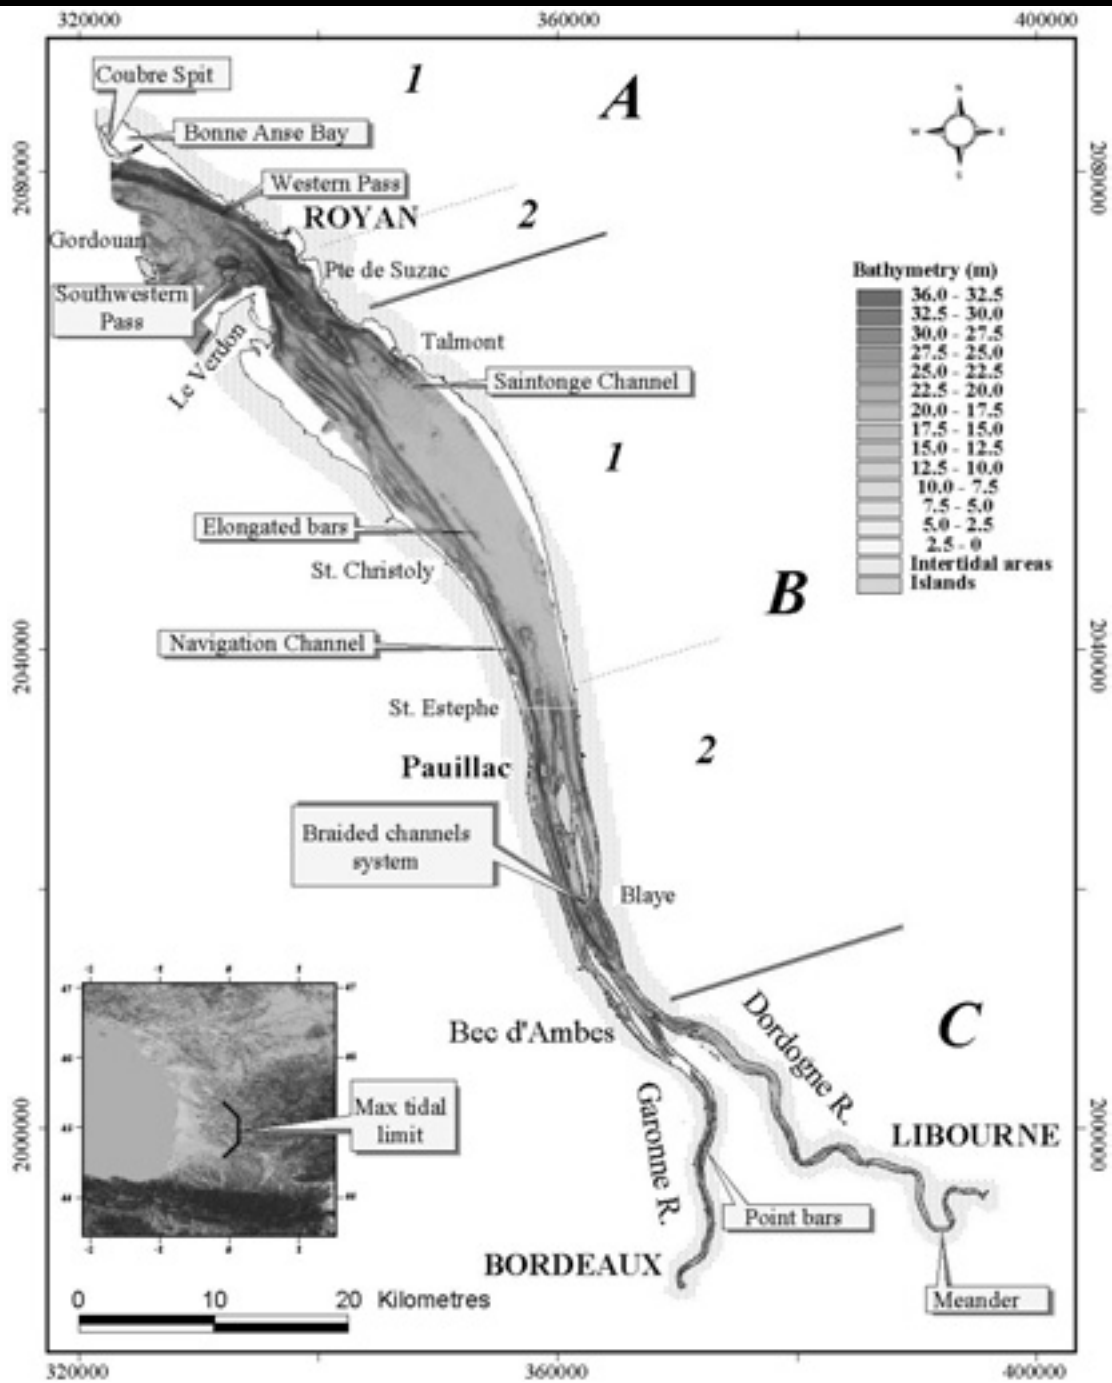 320000
360000
400000
1
A
Coubre Spit
Bonne Anse Bay
N
W
E
S
2080000
2080000
Western Pass
ROYAN
2
Gordouan
Pte de Suzac
Southwestern
Pass
Le Verdon
Talmont
Saintonge Channel
Bathymetry (m)
36.0 - 32.5
32.5 - 30.0
30.0 - 27.5
27.5 - 25.0
25.0 - 22.5
22.5 - 20.0
20.0 - 17.5
17.5 - 15.0
15.0 - 12.5
12.5 - 10.0
10.0 - 7.5
7.5 - 5.0
5.0 - 2.5
2.5 - 0
Intertidal areas
Islands
1
Elongated bars
St. Christoly
B
Navigation Channel
2040000
2040000
St. Estephe
2
Pauillac
Braided channels
system
Blaye
Dordogne R.
C
Bec d'Ambes
Garonne R.
Max tidal
limit
2000000
2000000
LIBOURNE
Point bars
BORDEAUX
Meander
0
10
20
Kilometres
320000
360000
400000